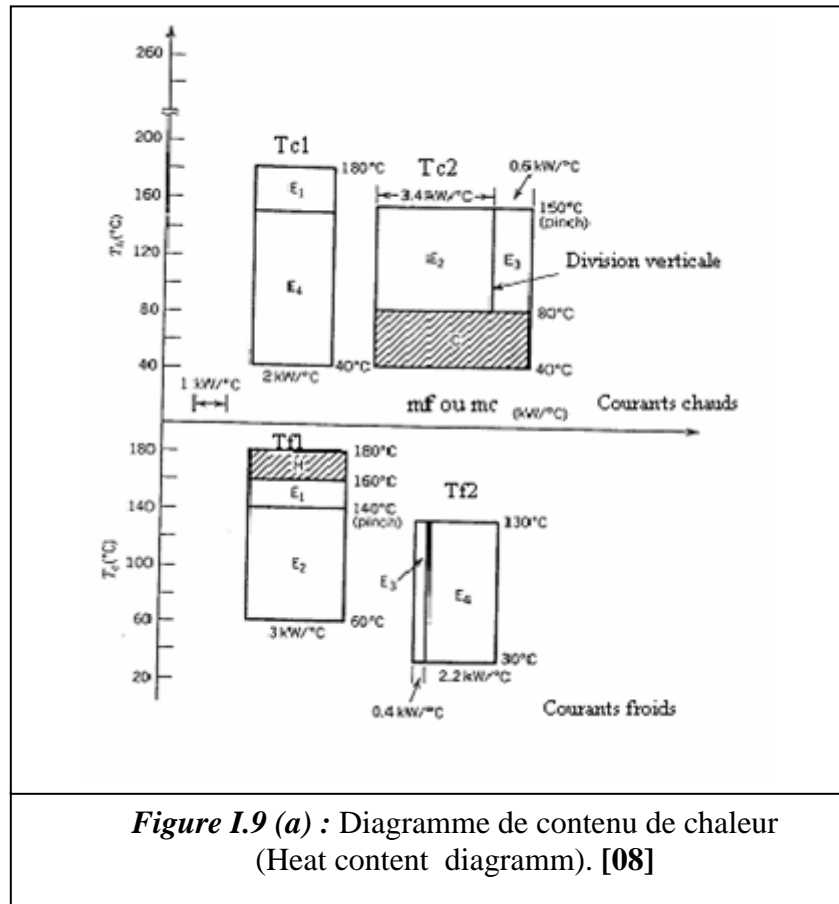 260
200
160
120
80
40
Th(°C)
Tc1
180°C
E1
E4
2 kW/°C
40°C
Tc2
0.6 kW/°C
3.4 kW/°C
150°C
(pinch)
E2
E3
Division verticale
80°C
C
40°C
1 kW/°C
mf ou mc (kW/°C)
Courants chauds
180
140
100
60
20
Tc(°C)
Tf1
180°C
H
160°C
E1
140°C
(pinch)
E2
60°C
3 kW/°C
Tf2
130°C
E3
E4
30°C
2.2 kW/°C
0.4 kW/°C
Courants froids
Figure I.9 (a) : Diagramme de contenu de chaleur
(Heat content diagramm). [08]